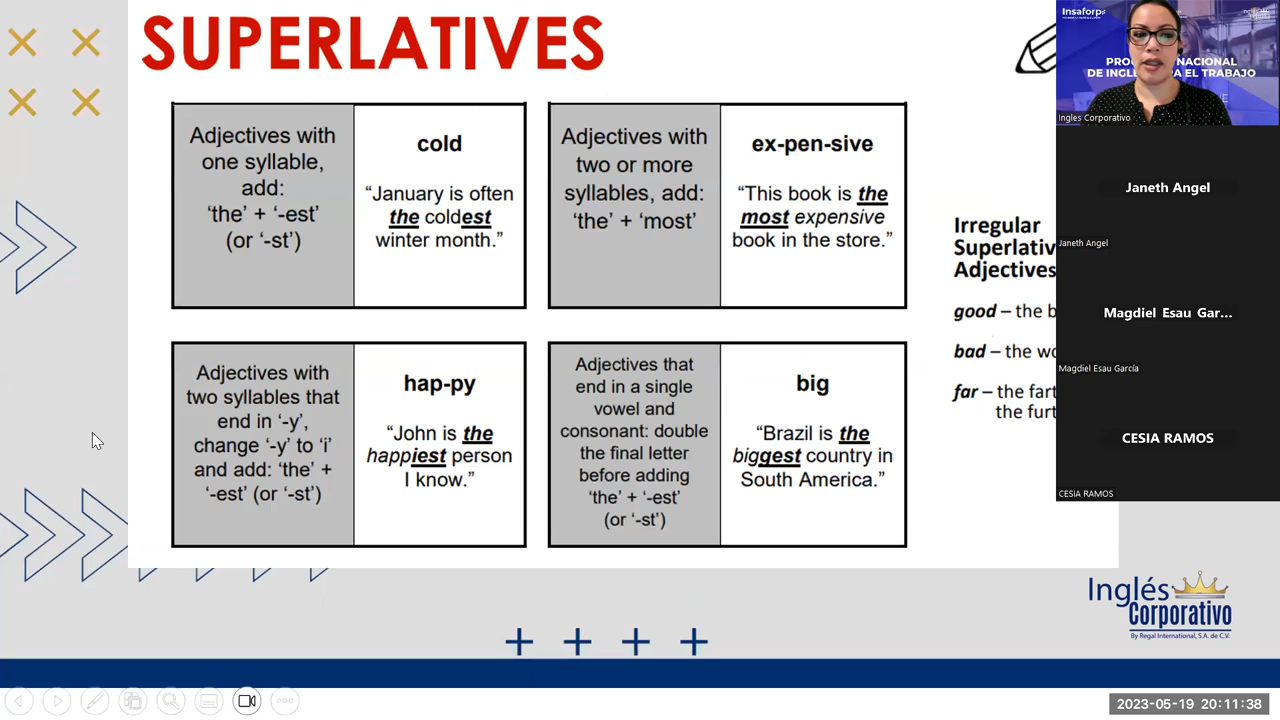 SUPERLATIVES
Adjectives with
one syllable,
add:
‘the’ + ‘-est’
(or ‘-st’)
cold
“January is often
the coldest
winter month.”
Adjectives with
two or more
syllables, add:
‘the’ + ‘most’
ex-pen-sive
“This book is the
most expensive
book in the store.”
Adjectives with
two syllables that
end in ‘-y’,
change ‘-y’ to ‘i’
and add: ‘the’ +
‘-est’ (or ‘-st’)
hap-py
“John is the
happiest person
I know.”
Adjectives that
end in a single
vowel and
consonant: double
the final letter
before adding
‘the’ + ‘-est’
(or ‘-st’)
big
“Brazil is the
biggest country in
South America.”
Irregular
Superlativ
Adjectives
good – the b
bad – the wo
far – the fart
the furt
Insaforp
NACIONAL
DE INGL
A EL TRABAJO
Ingles Corporativo
Janeth Angel
Janeth Angel
Magdiel Esau Gar...
Magdiel Esau García
CESIA RAMOS
CESIA RAMOS
Inglés
Corporativo
By Regal International, S.A. de C.V.
2023-05-19 20:11:38